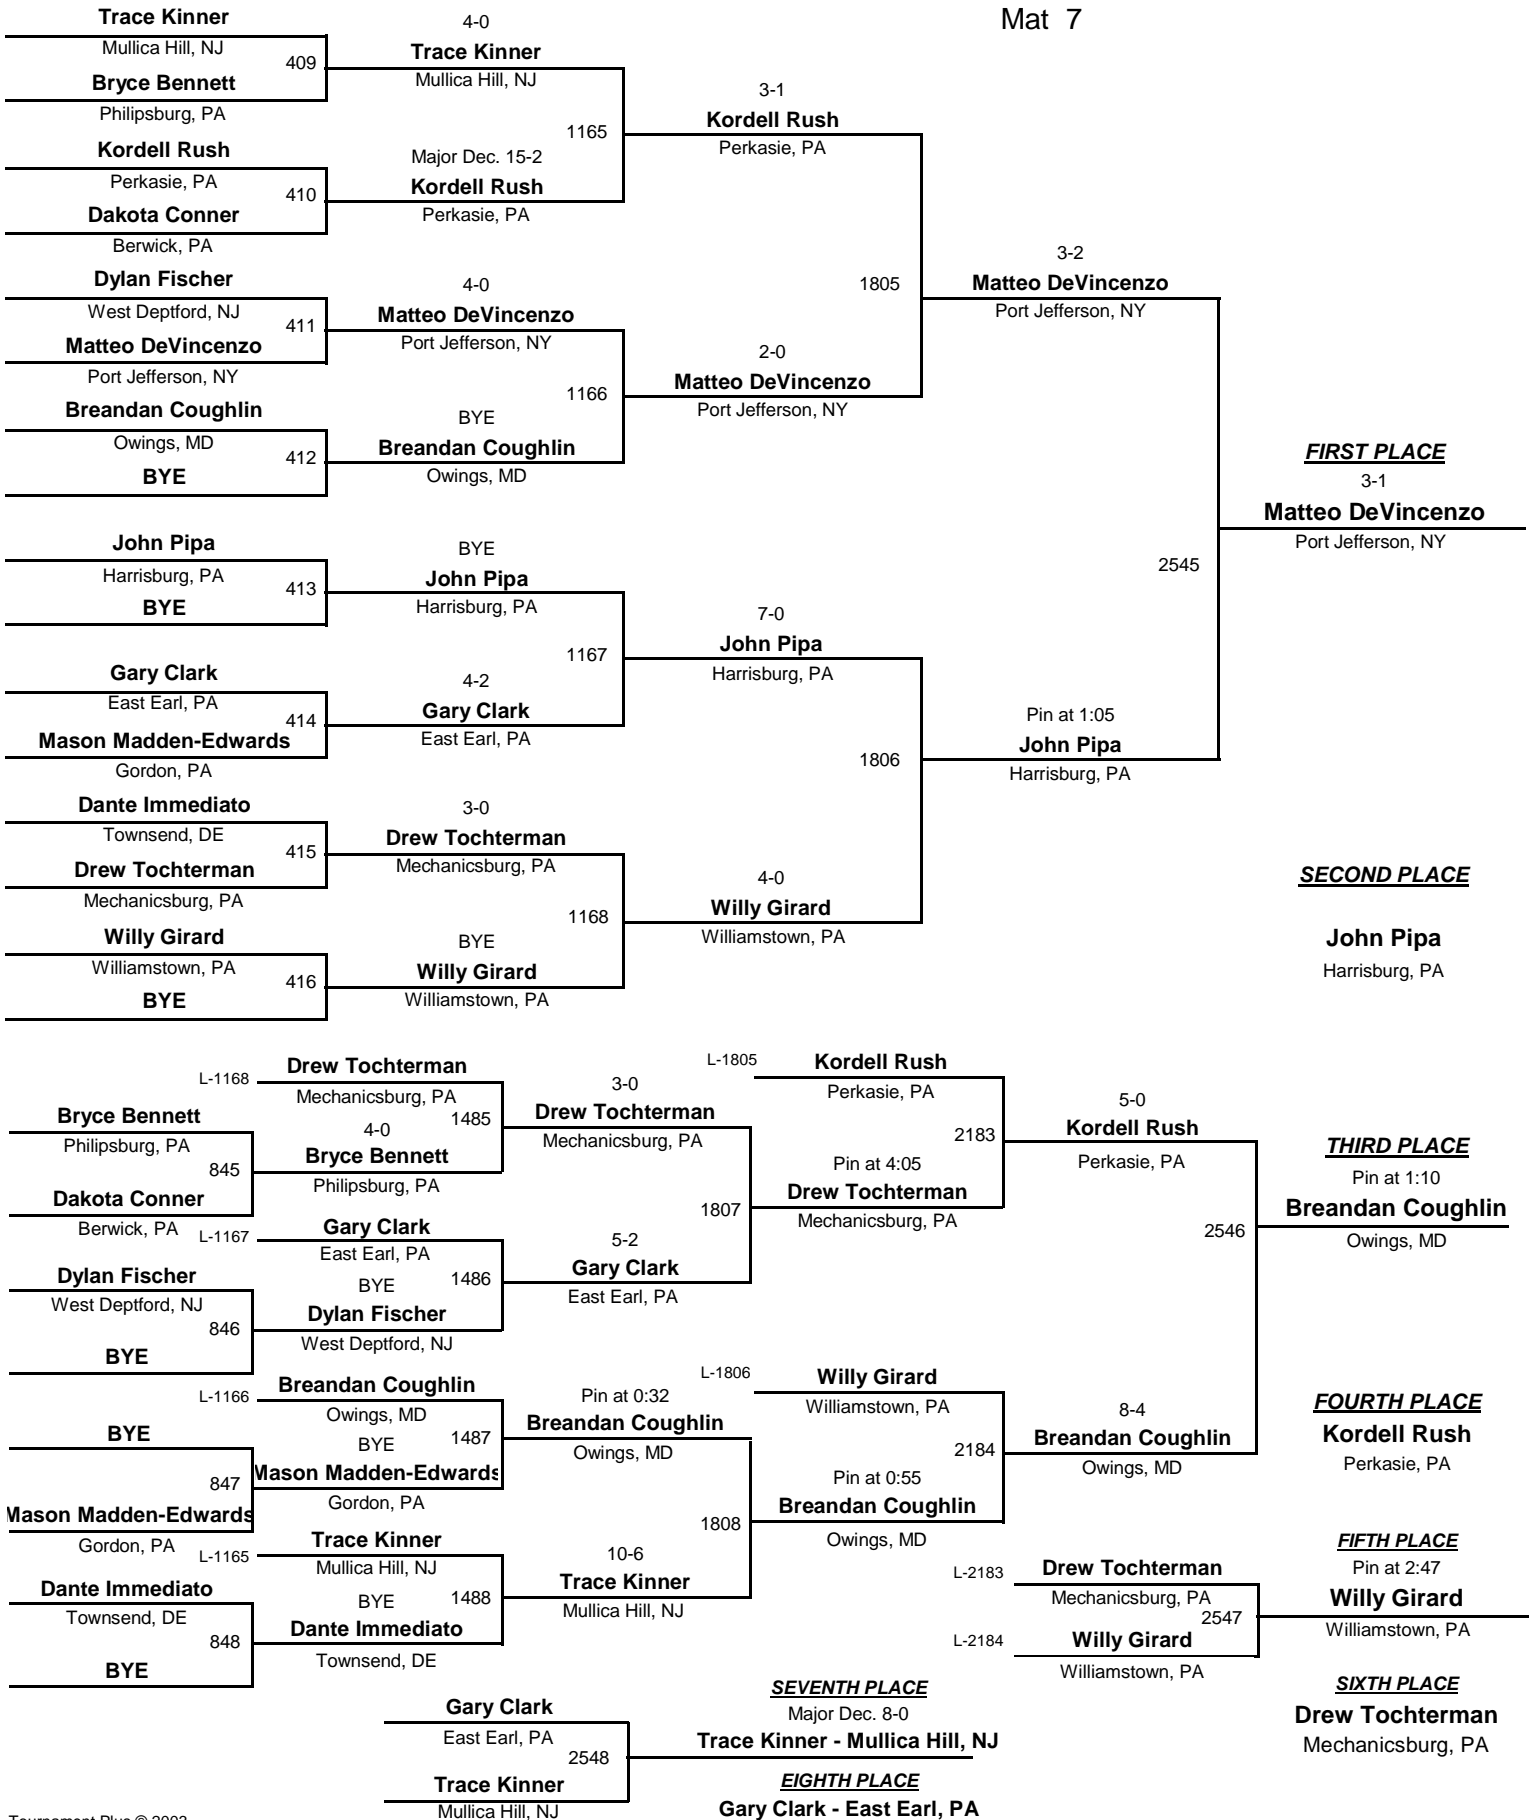 Mat 7
Trace Kinner
Mullica Hill, NJ
409
Bryce Bennett
Philipsburg, PA
Kordell Rush
Perkasie, PA
410
Dakota Conner
Berwick, PA
Dylan Fischer
West Deptford, NJ
411
Matteo DeVincenzo
Port Jefferson, NY
Breandan Coughlin
Owings, MD
412
BYE
John Pipa
Harrisburg, PA
413
BYE
Gary Clark
East Earl, PA
414
Mason Madden-Edwards
Gordon, PA
Dante Immediato
Townsend, DE
415
Drew Tochterman
Mechanicsburg, PA
Willy Girard
Williamstown, PA
416
BYE
4-0
Trace Kinner
Mullica Hill, NJ
1165
Major Dec. 15-2
Kordell Rush
Perkasie, PA
4-0
Matteo DeVincenzo
Port Jefferson, NY
1166
BYE
Breandan Coughlin
Owings, MD
BYE
John Pipa
Harrisburg, PA
1167
4-2
Gary Clark
East Earl, PA
3-0
Drew Tochterman
Mechanicsburg, PA
1168
BYE
Willy Girard
Williamstown, PA
3-1
Kordell Rush
Perkasie, PA
1805
2-0
Matteo DeVincenzo
Port Jefferson, NY
7-0
John Pipa
Harrisburg, PA
1806
4-0
Willy Girard
Williamstown, PA
3-2
Matteo DeVincenzo
Port Jefferson, NY
2545
Pin at 1:05
John Pipa
Harrisburg, PA
FIRST PLACE
3-1
Matteo DeVincenzo
Port Jefferson, NY
SECOND PLACE
John Pipa
Harrisburg, PA
L-1168
Bryce Bennett
Philipsburg, PA
845
Dakota Conner
Berwick, PA
L-1167
Dylan Fischer
West Deptford, NJ
846
BYE
L-1166
BYE
847
Mason Madden-Edwards
Gordon, PA
L-1165
Dante Immediato
Townsend, DE
848
BYE
Drew Tochterman
Mechanicsburg, PA
1485
4-0
Bryce Bennett
Philipsburg, PA
Gary Clark
East Earl, PA
1486
BYE
Dylan Fischer
West Deptford, NJ
Breandan Coughlin
Owings, MD
1487
BYE
Mason Madden-Edwards
Gordon, PA
Trace Kinner
Mullica Hill, NJ
1488
BYE
Dante Immediato
Townsend, DE
3-0
Drew Tochterman
Mechanicsburg, PA
1807
5-2
Gary Clark
East Earl, PA
Pin at 0:32
Breandan Coughlin
Owings, MD
1808
10-6
Trace Kinner
Mullica Hill, NJ
L-1805
Kordell Rush
Perkasie, PA
2183
Pin at 4:05
Drew Tochterman
Mechanicsburg, PA
L-1806
Willy Girard
Williamstown, PA
2184
Pin at 0:55
Breandan Coughlin
Owings, MD
5-0
Kordell Rush
Perkasie, PA
2546
8-4
Breandan Coughlin
Owings, MD
THIRD PLACE
Pin at 1:10
Breandan Coughlin
Owings, MD
FOURTH PLACE
Kordell Rush
Perkasie, PA
L-2183
Drew Tochterman
Mechanicsburg, PA
2547
L-2184
Willy Girard
Williamstown, PA
FIFTH PLACE
Pin at 2:47
Willy Girard
Williamstown, PA
SIXTH PLACE
Drew Tochterman
Mechanicsburg, PA
Gary Clark
East Earl, PA
2548
Trace Kinner
Mullica Hill, NJ
SEVENTH PLACE
Major Dec. 8-0
Trace Kinner - Mullica Hill, NJ
EIGHTH PLACE
Gary Clark - East Earl, PA
Tournament Plus © 2003